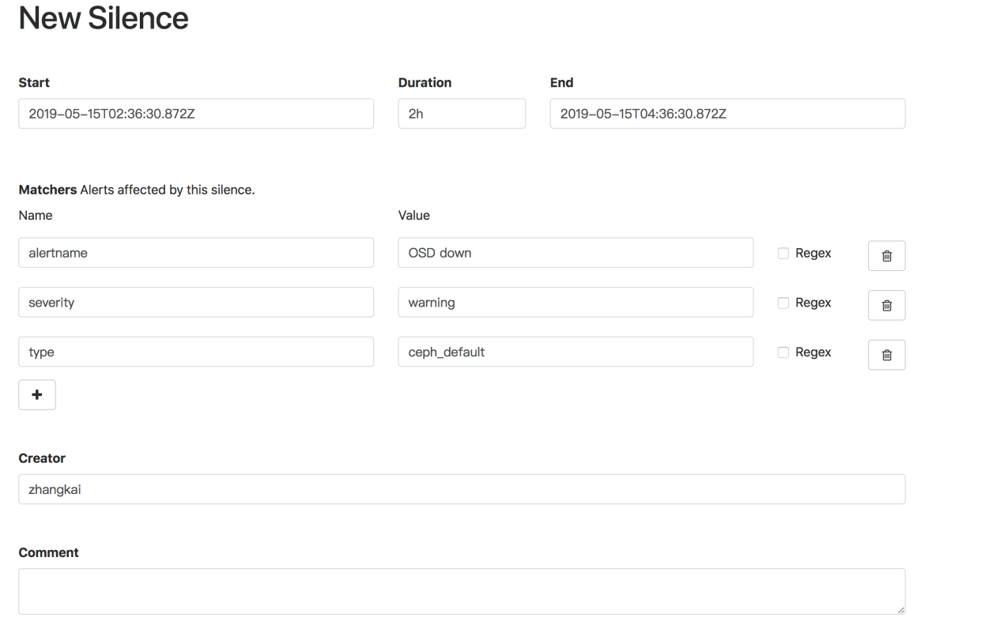 New Silence
Start Duration End
2019-05-15T02:36:30.872Z 2h 2019-05-15T04:36:30.872Z
Matchers Alerts affected by this silence.
Name Value
alertname OSD down Regex
severity warning Regex
type ceph_default Regex
+
Creator
zhangkai
Comment